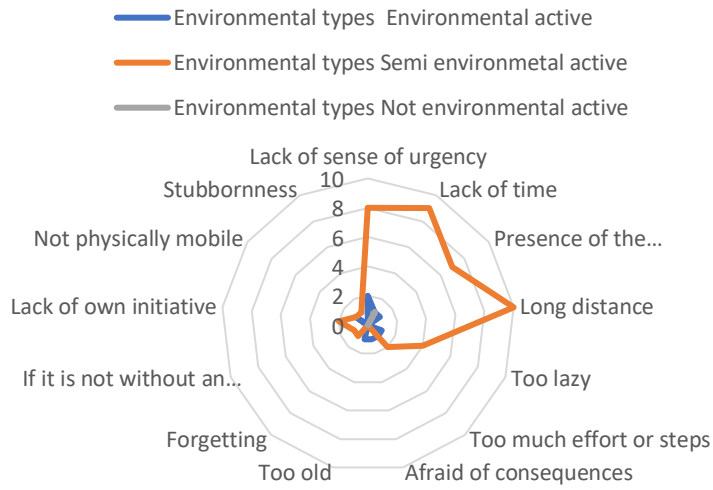 Environmental types  Environmental active
Environmental types Semi environmetal active
Environmental types Not environmental active
Lack of sense of urgency
10
Stubbornness
Lack of time
8
Not physically mobile
6
Presence of the...
4
2
Lack of own initiative
0
Long distance
If it is not without an...
Too lazy
Forgetting
Too much effort or steps
Too old
Afraid of consequences